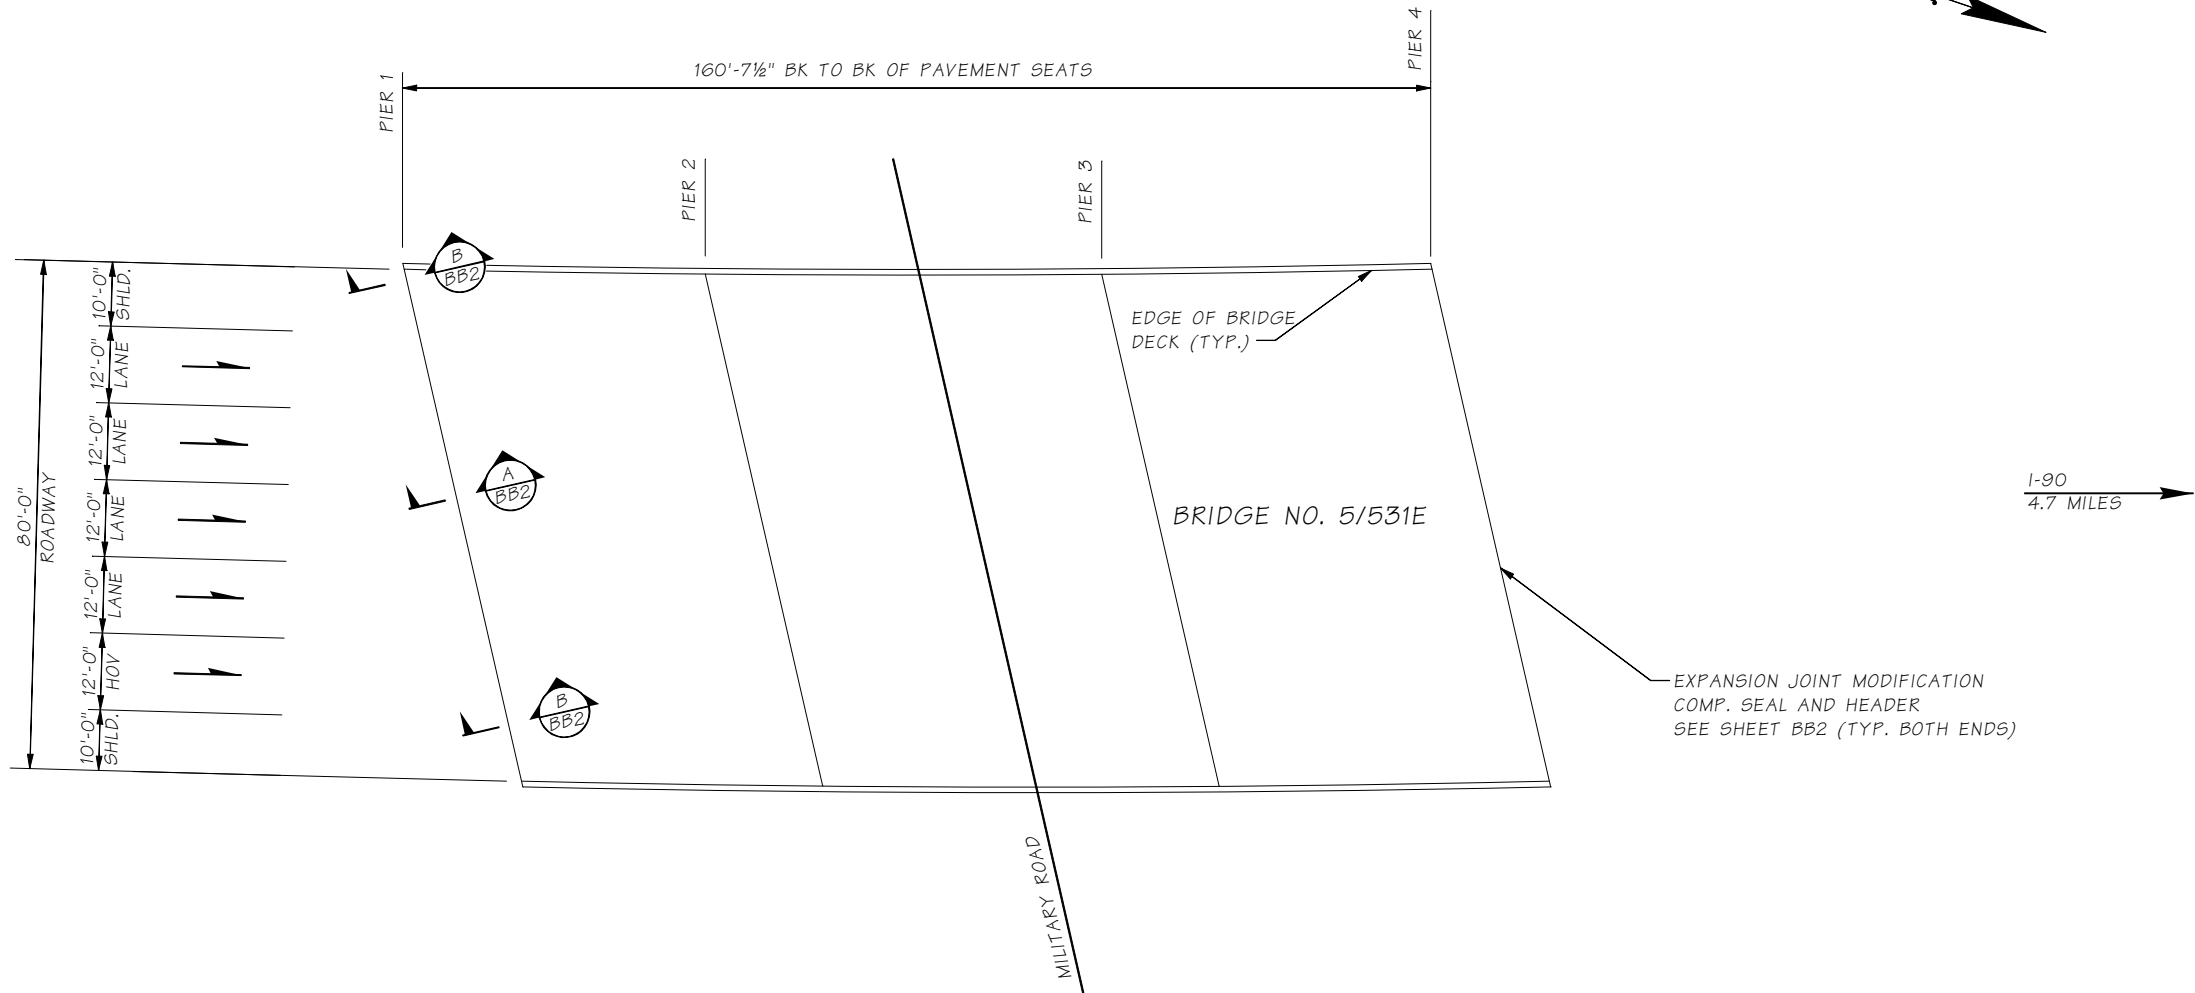 PIER 4
160'-7½" BK TO BK OF PAVEMENT SEATS
PIER 1
PIER 2
PIER 3
B
BB2
10'-0"
SHLD.
12'-0"
LANE
12'-0"
LANE
12'-0"
LANE
12'-0"
LANE
12'-0"
HOV
10'-0"
SHLD.
80'-0"
ROADWAY
EDGE OF BRIDGE
DECK (TYP.)
A
BB2
BRIDGE NO. 5/531E
I-90
4.7 MILES
B
BB2
EXPANSION JOINT MODIFICATION
COMP. SEAL AND HEADER
SEE SHEET BB2 (TYP. BOTH ENDS)
MILITARY ROAD